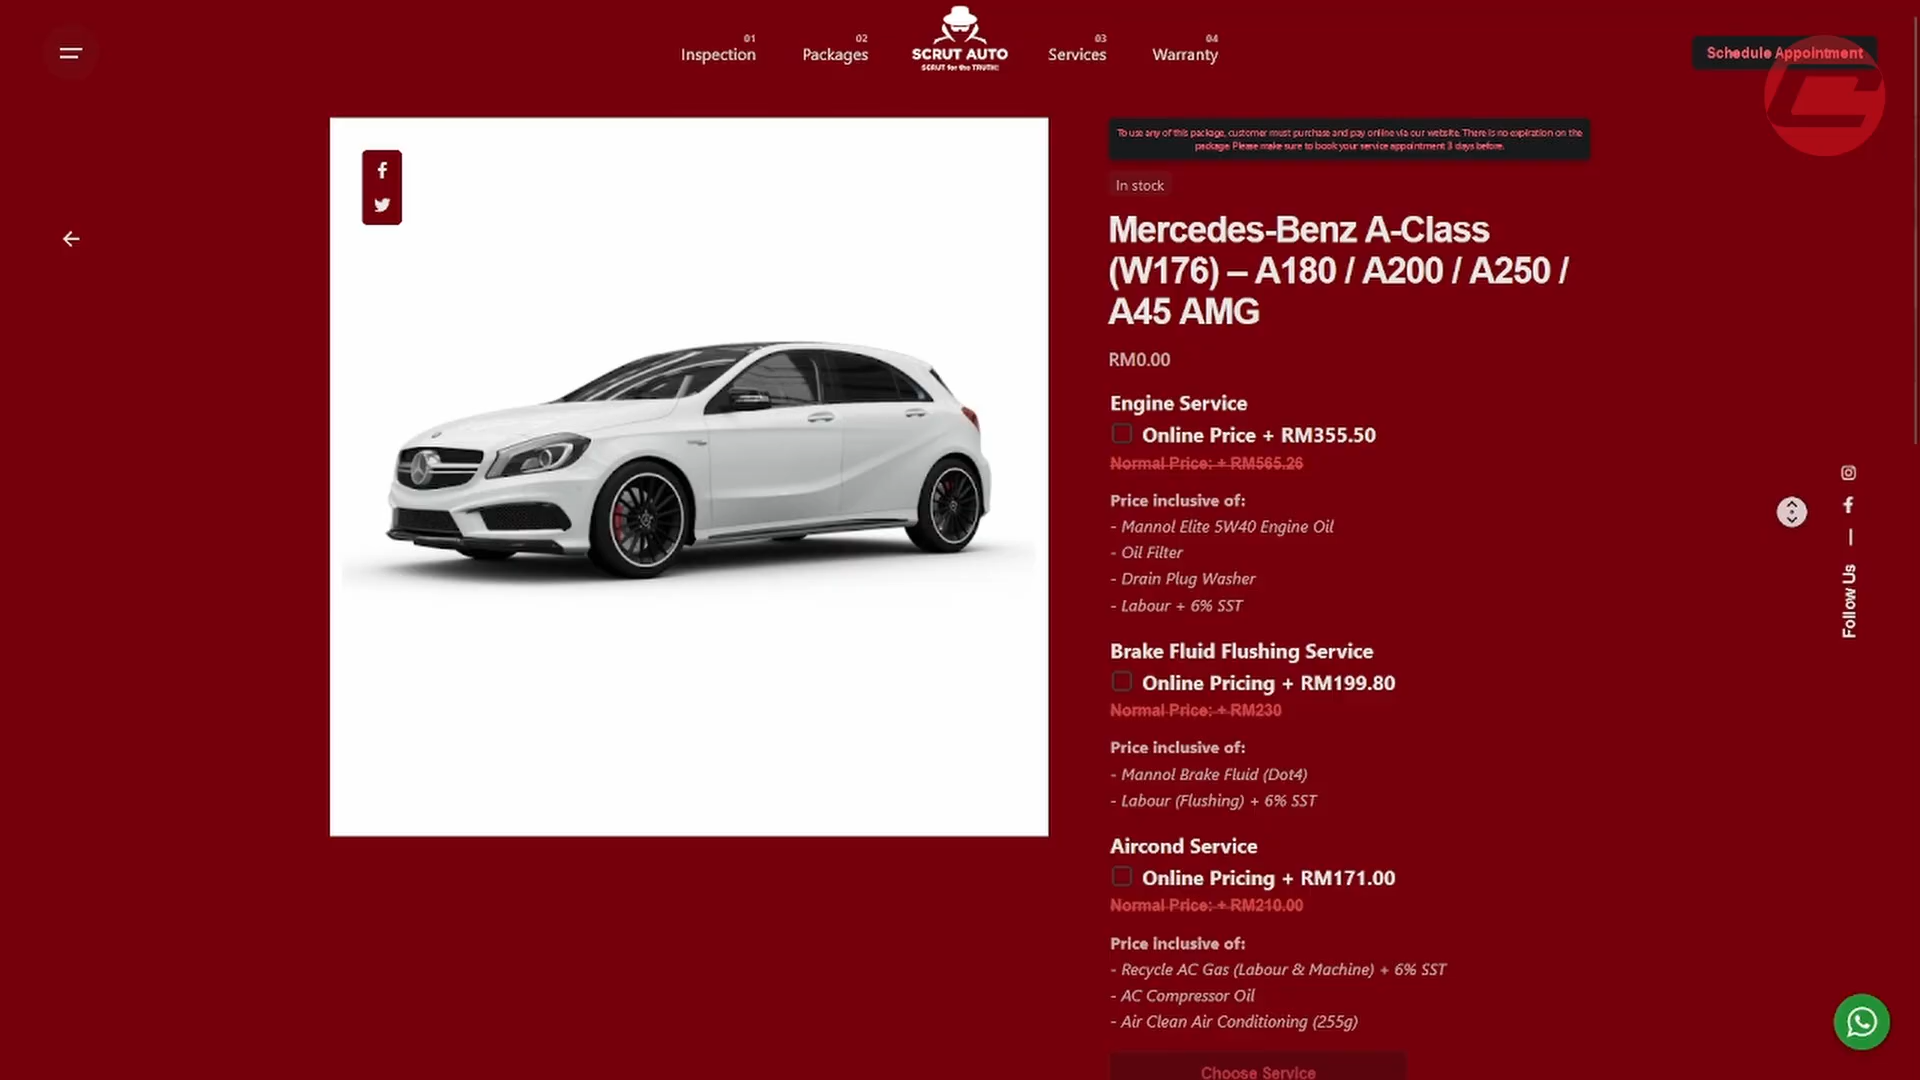 01
Inspection
02
Packages
SCRUT AUTO
SCRUT for the TRUTH!
03
Services
04
Warranty
Schedule Appointment
To use any of this package, customer must purchase and pay online via our website. There is no expiration on the
package. Please make sure to book your service appointment 3 days before.
In stock
Mercedes-Benz A-Class
(W176) – A180 / A200 / A250 /
A45 AMG
RM0.00
Engine Service
Online Price + RM355.50
Normal Price: + RM565.26
Price inclusive of:
- Mannol Elite 5W40 Engine Oil
- Oil Filter
- Drain Plug Washer
- Labour + 6% SST
Brake Fluid Flushing Service
Online Pricing + RM199.80
Normal Price: + RM230
Price inclusive of:
- Mannol Brake Fluid (Dot4)
- Labour (Flushing) + 6% SST
Aircond Service
Online Pricing + RM171.00
Normal Price: + RM210.00
Price inclusive of:
- Recycle AC Gas (Labour & Machine) + 6% SST
- AC Compressor Oil
- Air Clean Air Conditioning (255g)
Choose Service
Follow Us